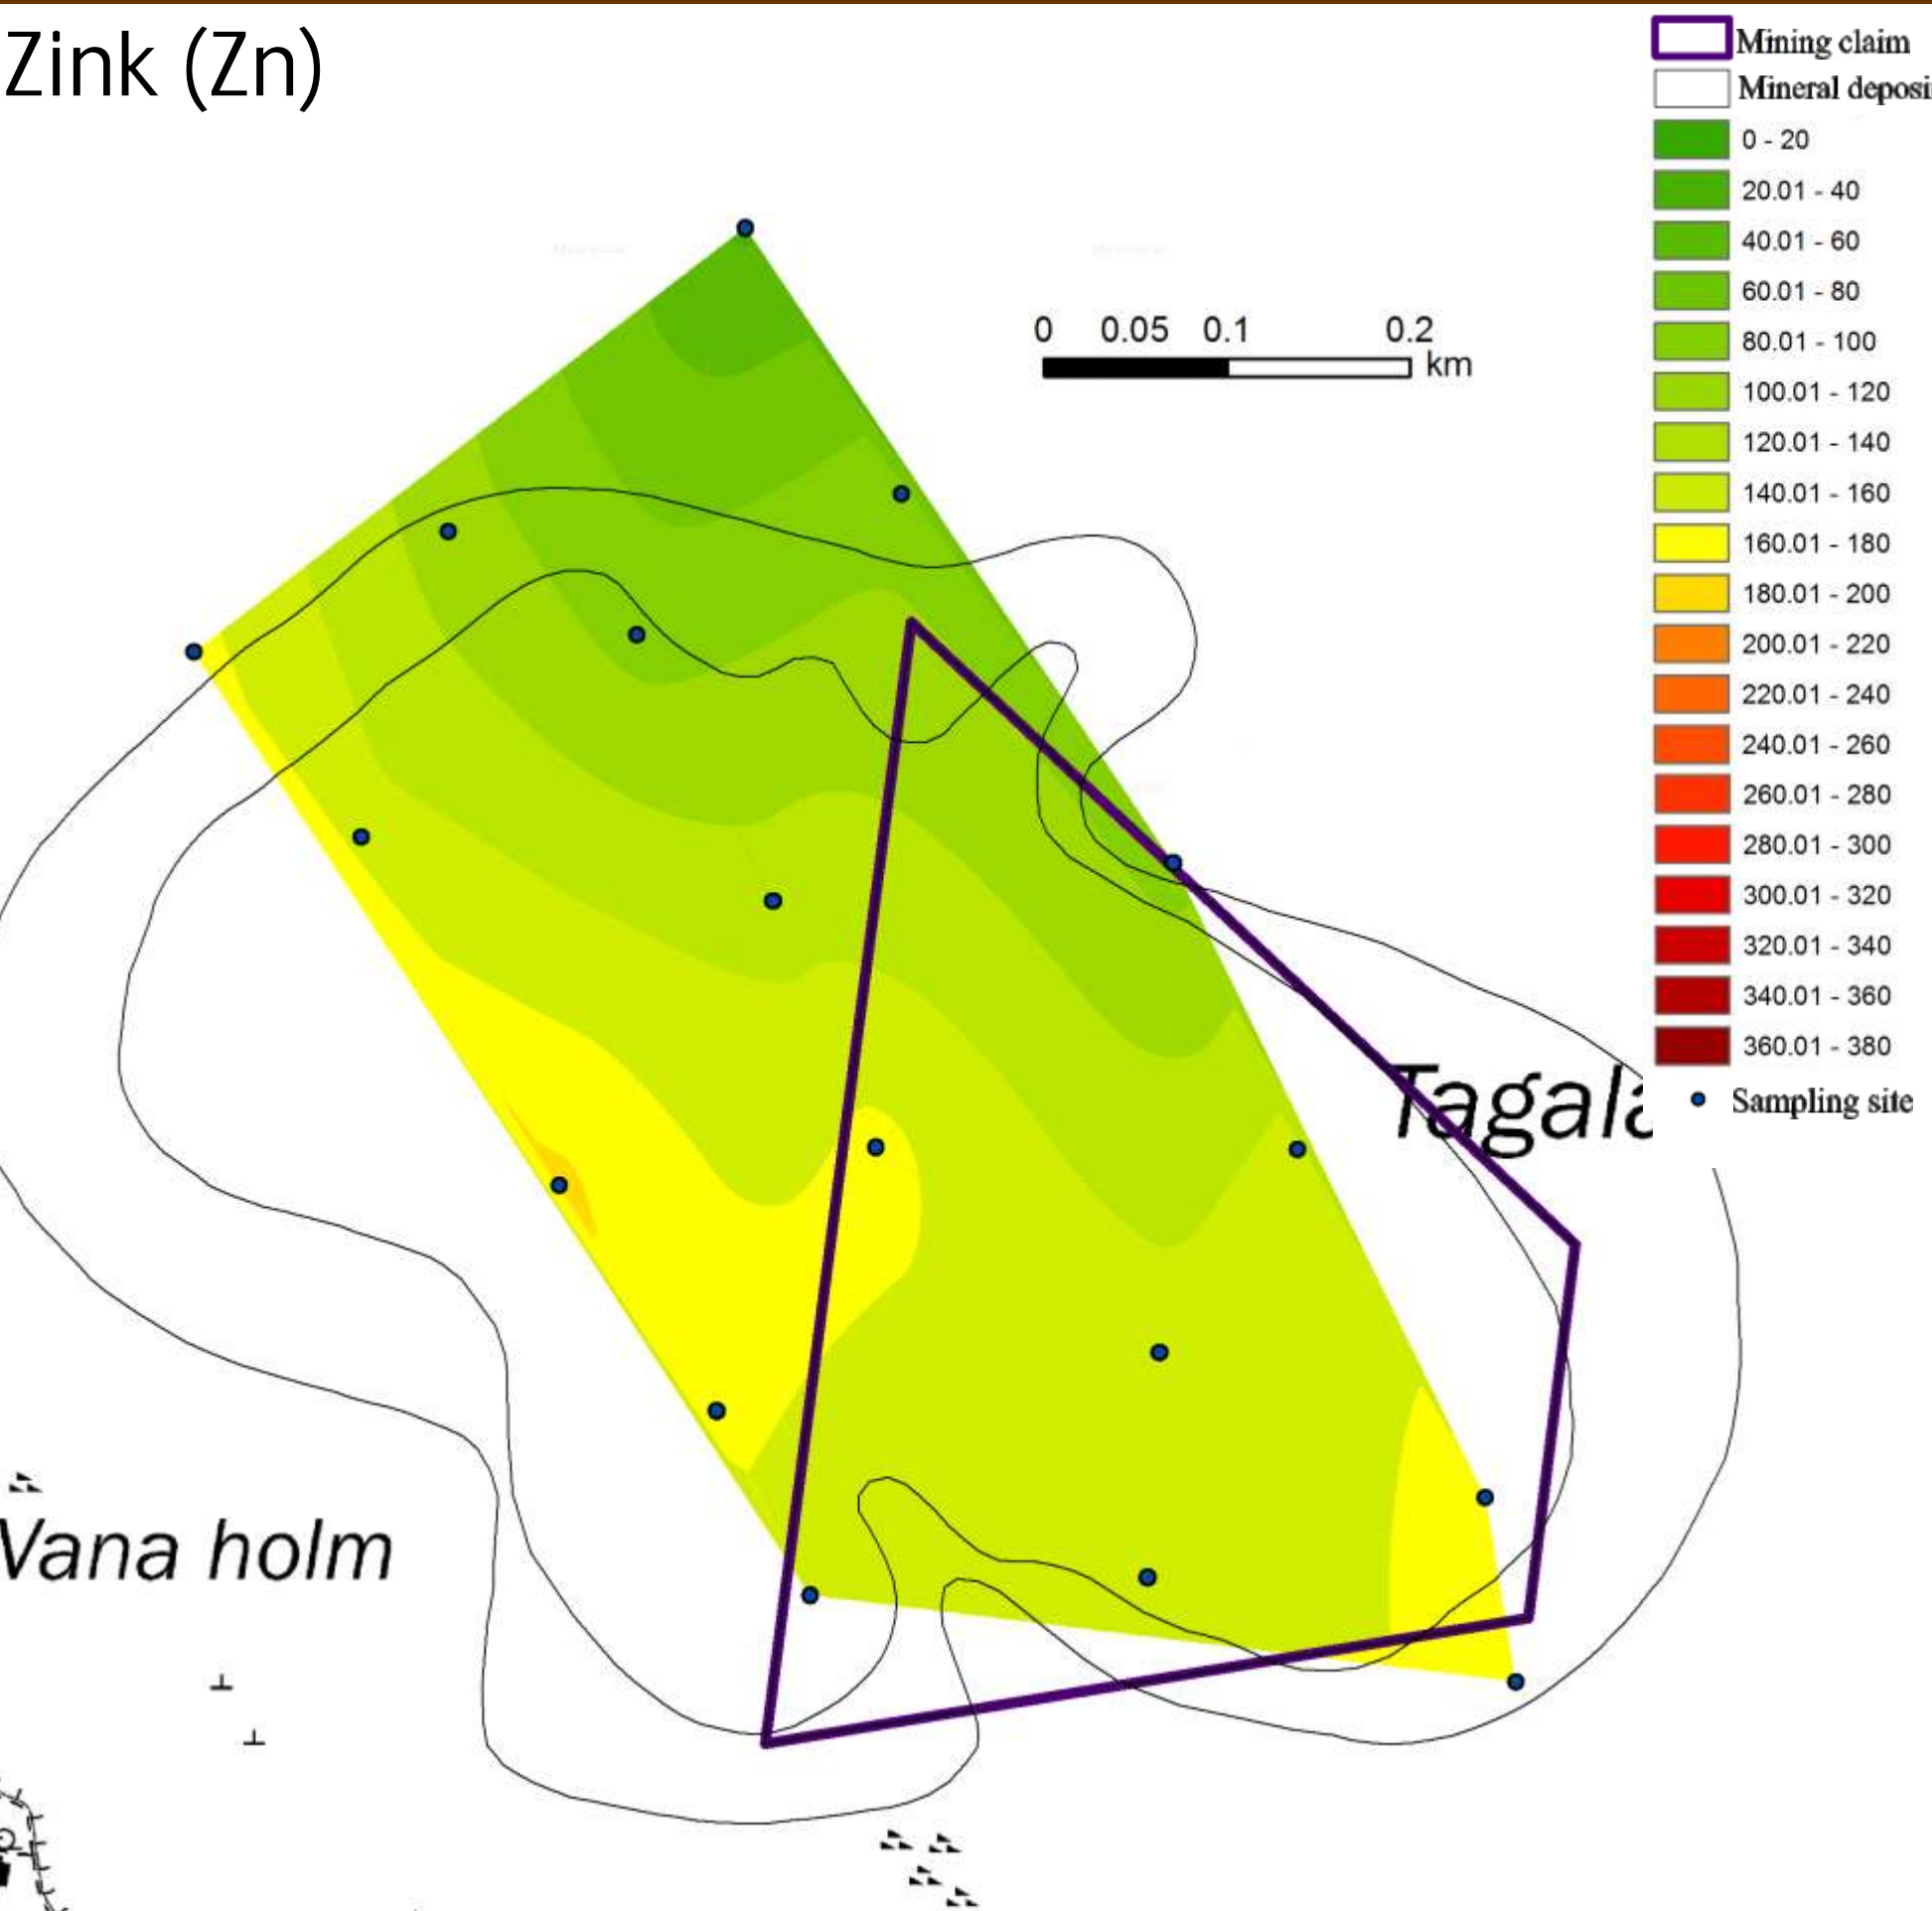 Zink (Zn)
Mining claim
Mineral deposi
0 - 20
20.01 - 40
40.01 - 60
60.01 - 80
80.01 - 100
100.01 - 120
120.01 - 140
140.01 - 160
160.01 - 180
180.01 - 200
200.01 - 220
220.01 - 240
240.01 - 260
260.01 - 280
280.01 - 300
300.01 - 320
320.01 - 340
340.01 - 360
360.01 - 380
Sampling site
0 0.05 0.1 0.2
km
Tagala
Vana holm